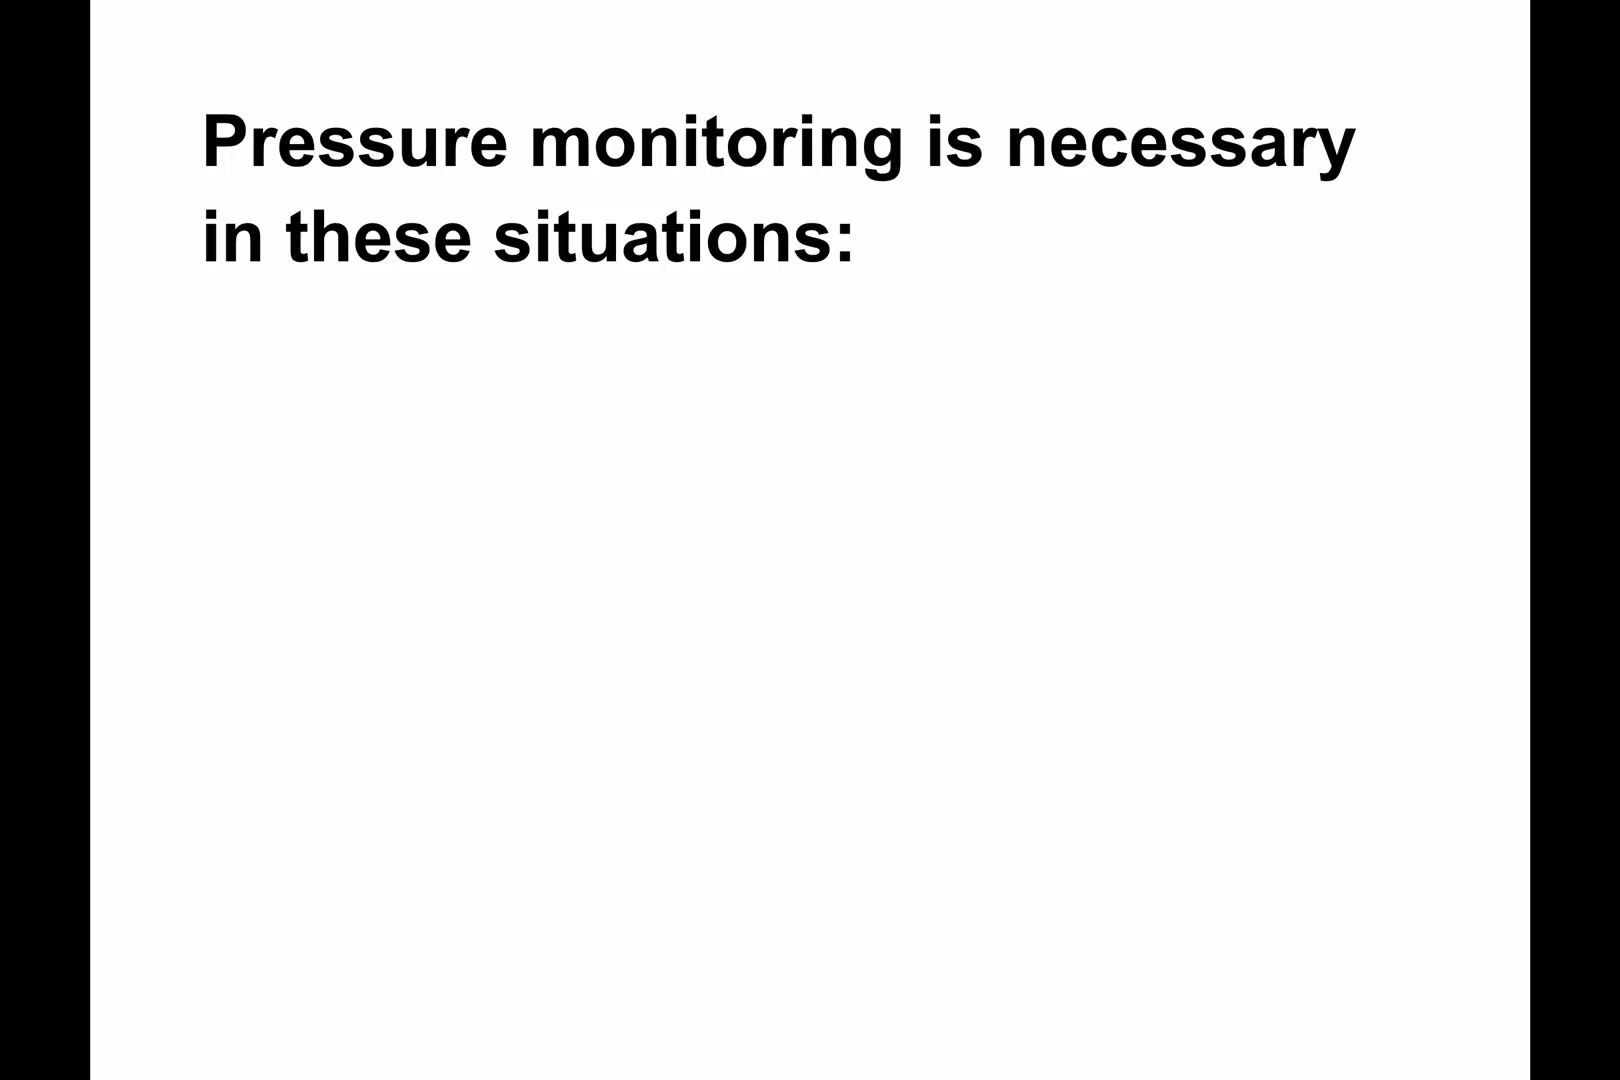 Pressure monitoring is necessary
in these situations: